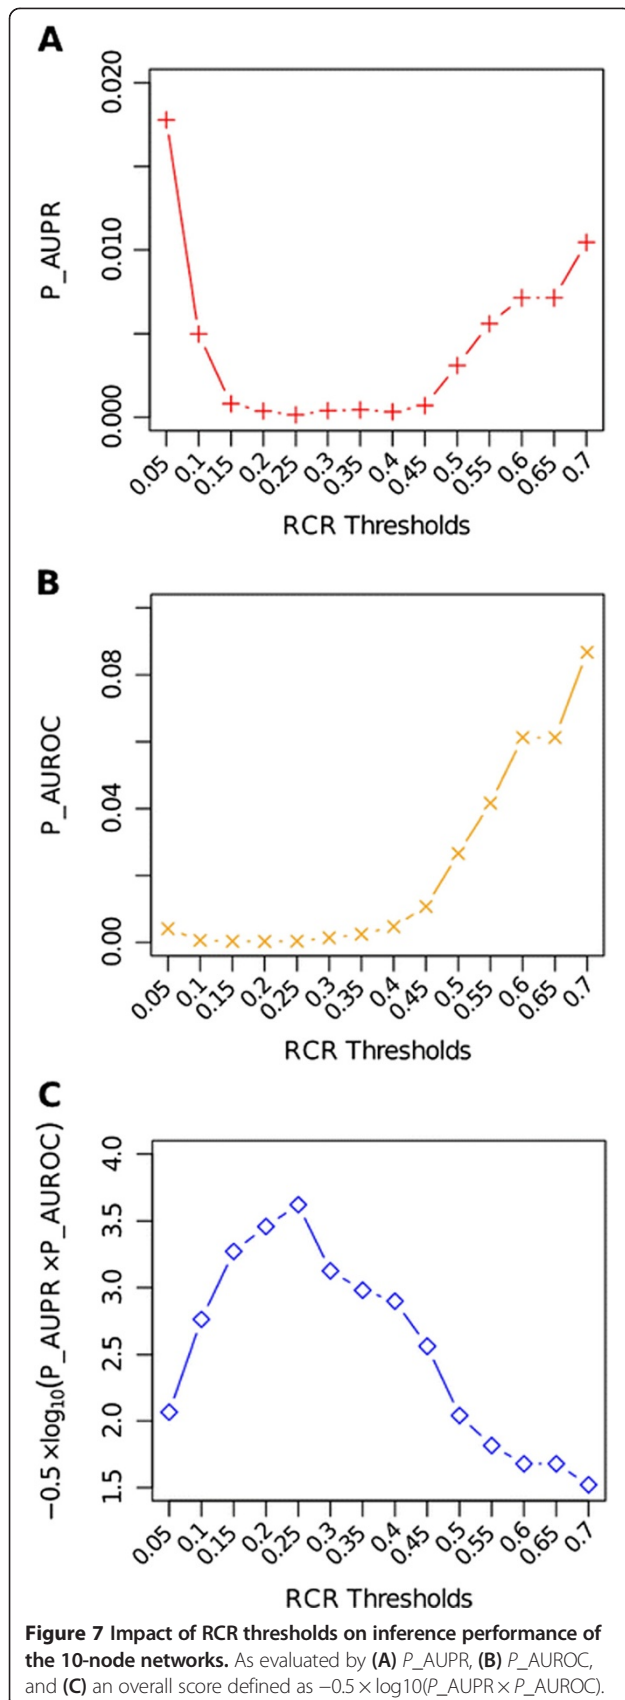 A
P_AUPR
0.020
0.010
0.000
0.05 0.1 0.15 0.2 0.25 0.3 0.35 0.4 0.45 0.5 0.55 0.6 0.65 0.7
RCR Thresholds
B
P_AUROC
0.08
0.04
0.00
0.05 0.1 0.15 0.2 0.25 0.3 0.35 0.4 0.45 0.5 0.55 0.6 0.65 0.7
RCR Thresholds
C
−0.5 ×log₁₀(P_AUPR ×P_AUROC)
4.0
3.5
3.0
2.5
2.0
1.5
0.05 0.1 0.15 0.2 0.25 0.3 0.35 0.4 0.45 0.5 0.55 0.6 0.65 0.7
RCR Thresholds
Figure 7 Impact of RCR thresholds on inference performance of
the 10-node networks. As evaluated by (A) P_AUPR, (B) P_AUROC,
and (C) an overall score defined as −0.5 × log10(P_AUPR × P_AUROC).